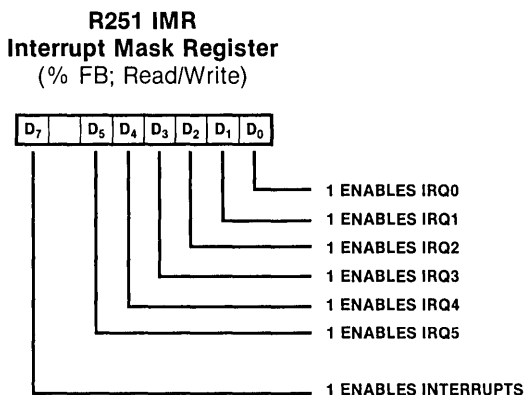 R251 IMR
Interrupt Mask Register
(% FB; Read/Write)
D₇ D₅ D₄ D₃ D₂ D₁ D₀
1 ENABLES IRQ0
1 ENABLES IRQ1
1 ENABLES IRQ2
1 ENABLES IRQ3
1 ENABLES IRQ4
1 ENABLES IRQ5
1 ENABLES INTERRUPTS